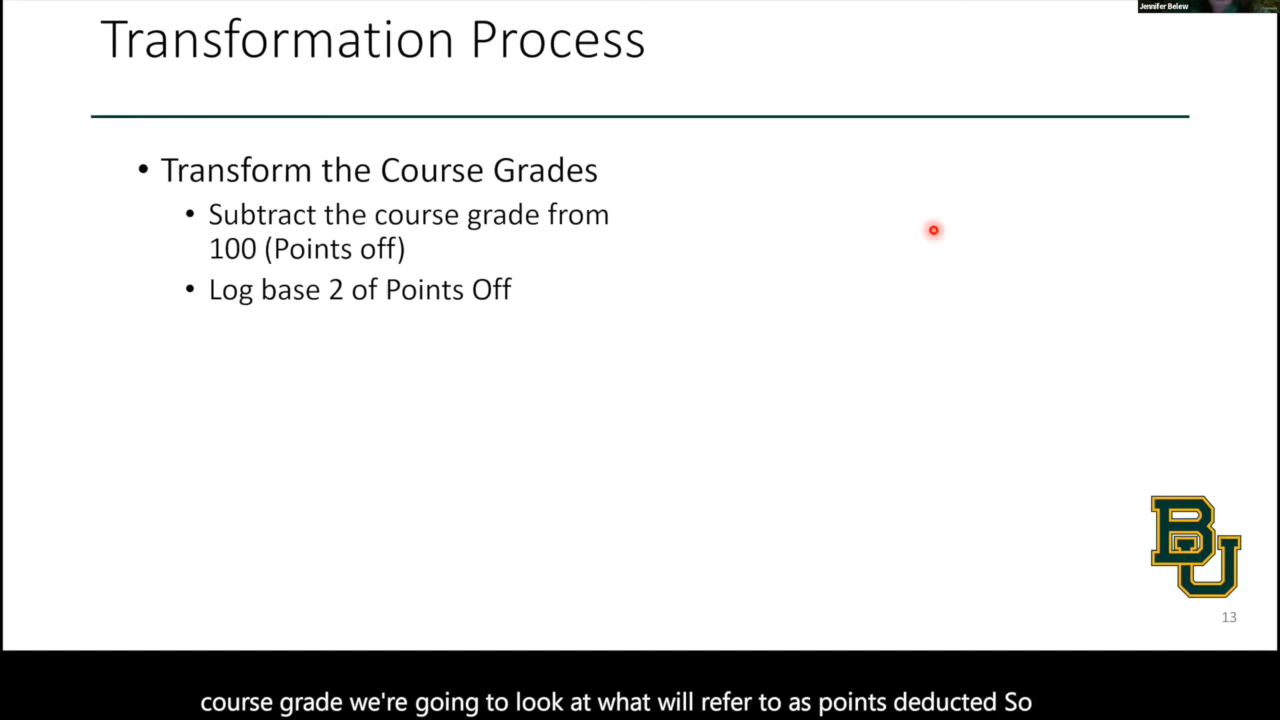 Jennifer Belew
Transformation Process
• Transform the Course Grades
• Subtract the course grade from
100 (Points off)
• Log base 2 of Points Off
BU
13
course grade we're going to look at what will refer to as points deducted So